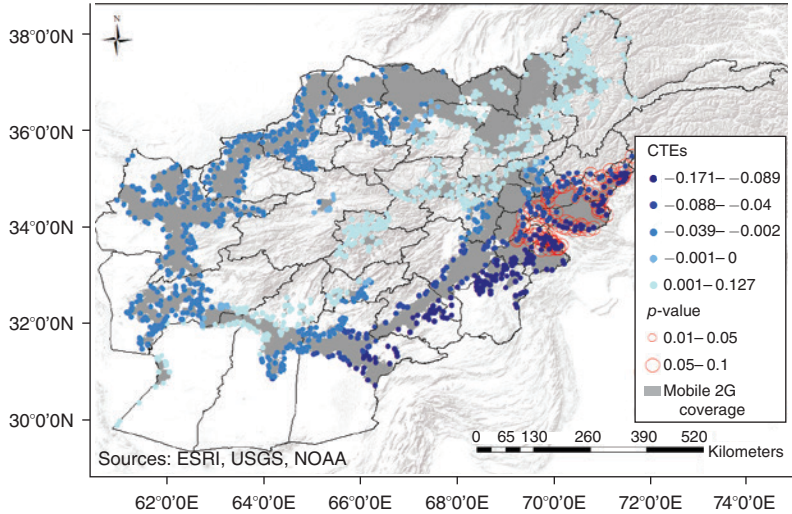 N
38°0'0"N
36°0'0"N
34°0'0"N
32°0'0"N
30°0'0"N
CTEs
−0.171– −0.089
−0.088– −0.04
−0.039– −0.002
−0.001– 0
0.001– 0.127
p-value
0.01– 0.05
0.05– 0.1
Mobile 2G
coverage
0 65 130 260 390 520
Kilometers
Sources: ESRI, USGS, NOAA
62°0'0"E 64°0'0"E 66°0'0"E 68°0'0"E 70°0'0"E 72°0'0"E 74°0'0"E